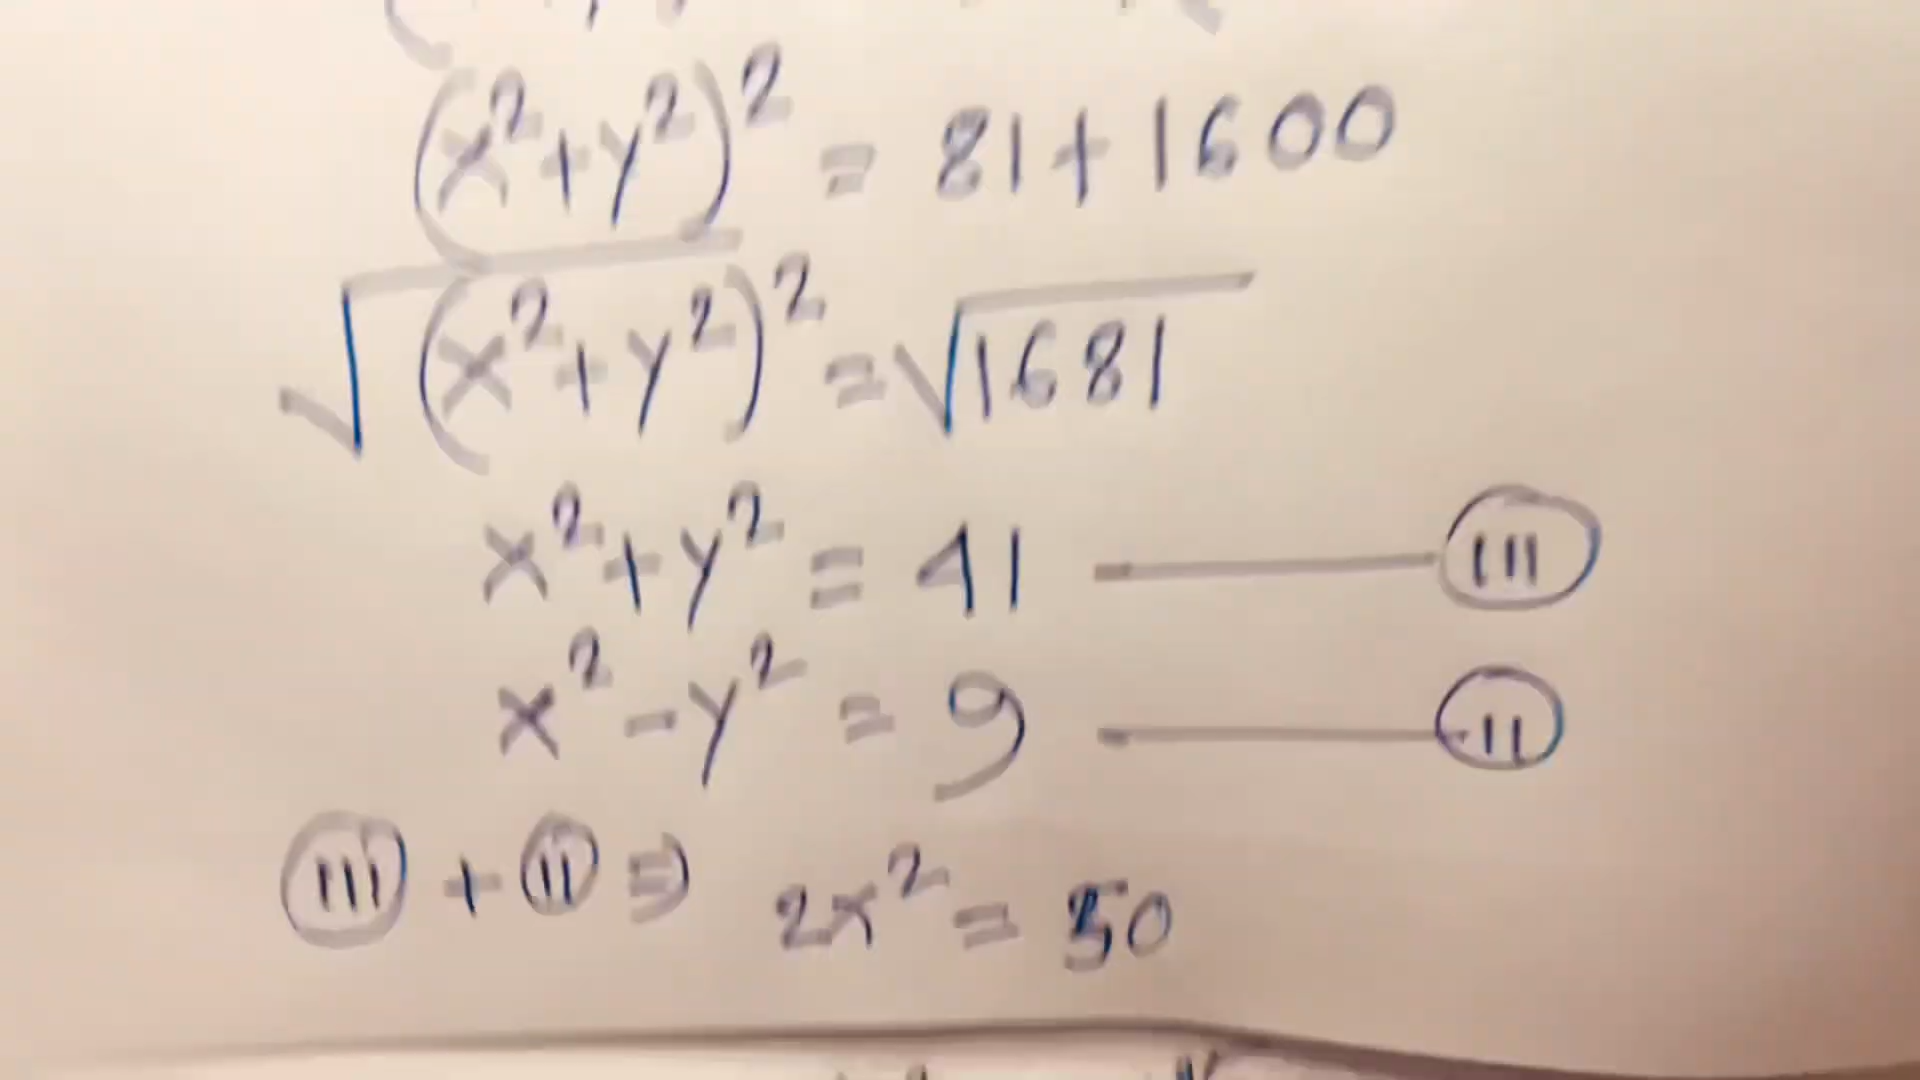 (x²+y²)² = 81+1600
√(x²+y²)² = √1681
x²+y² = 41 —— III
x²-y² = 9 —— II
III + II ⇒ 2x² = 50